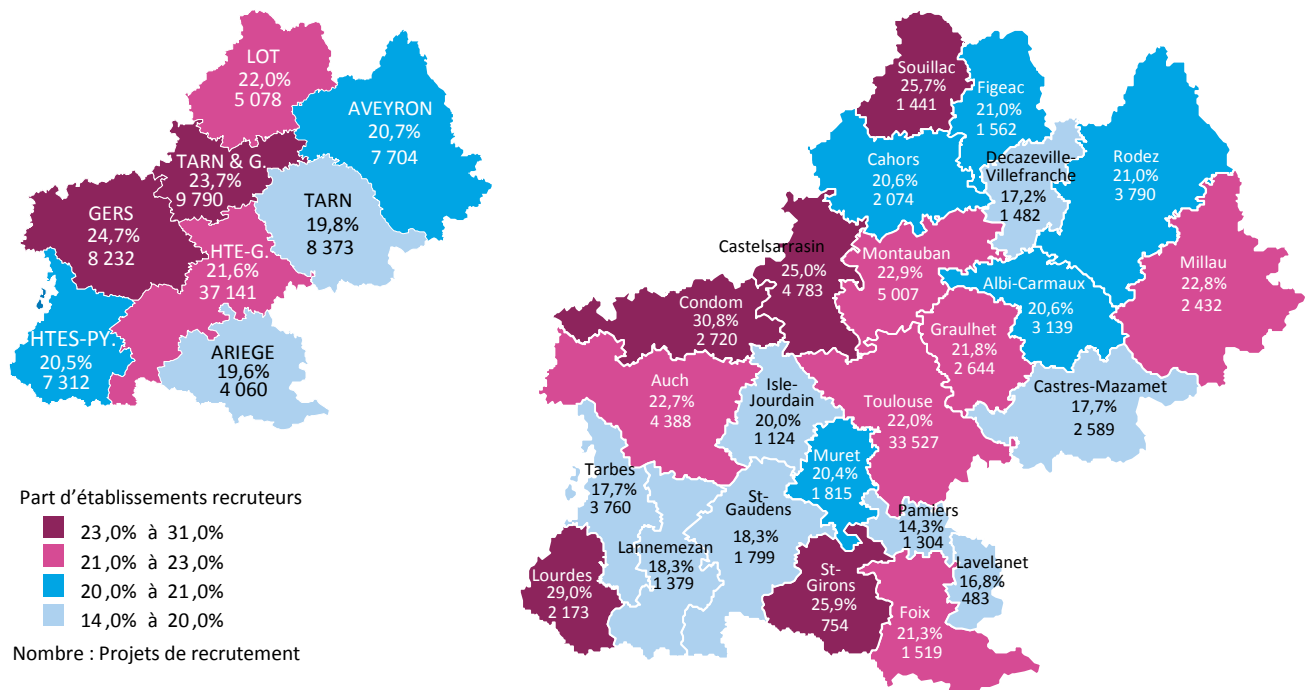 LOT
22,0%
5 078
AVEYRON
20,7%
7 704
TARN & G.
23,7%
9 790
TARN
19,8%
8 373
GERS
24,7%
8 232
HTE-G.
21,6%
37 141
HTES-PY.
20,5%
7 312
ARIEGE
19,6%
4 060
Part d'établissements recruteurs
23,0% à 31,0%
21,0% à 23,0%
20,0% à 21,0%
14,0% à 20,0%
Nombre : Projets de recrutement
Souillac
25,7%
1 441
Figeac
21,0%
1 562
Cahors
20,6%
2 074
Decazeville-
Villefranche
17,2%
1 482
Rodez
21,0%
3 790
Castelsarrasin
25,0%
4 783
Montauban
22,9%
5 007
Millau
22,8%
2 432
Condom
30,8%
2 720
Albi-Carmaux
20,6%
3 139
Graulhet
21,8%
2 644
Auch
22,7%
4 388
Isle-
Jourdain
20,0%
1 124
Toulouse
22,0%
33 527
Castres-Mazamet
17,7%
2 589
Muret
20,4%
1 815
Tarbes
17,7%
3 760
St-
Gaudens
18,3%
1 799
Pamiers
14,3%
1 304
Lannemezan
18,3%
1 379
Lavelanet
16,8%
483
Lourdes
29,0%
2 173
St-
Girons
25,9%
754
Foix
21,3%
1 519